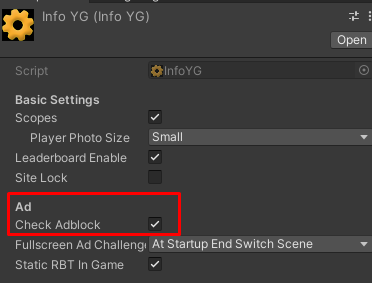 Info YG (Info YG)
Open
Script InfoYG
Basic Settings
Scopes
Player Photo Size Small
Leaderboard Enable
Site Lock
Ad
Check Adblock
Fullscreen Ad Challenge At Startup End Switch Scene
Static RBT In Game